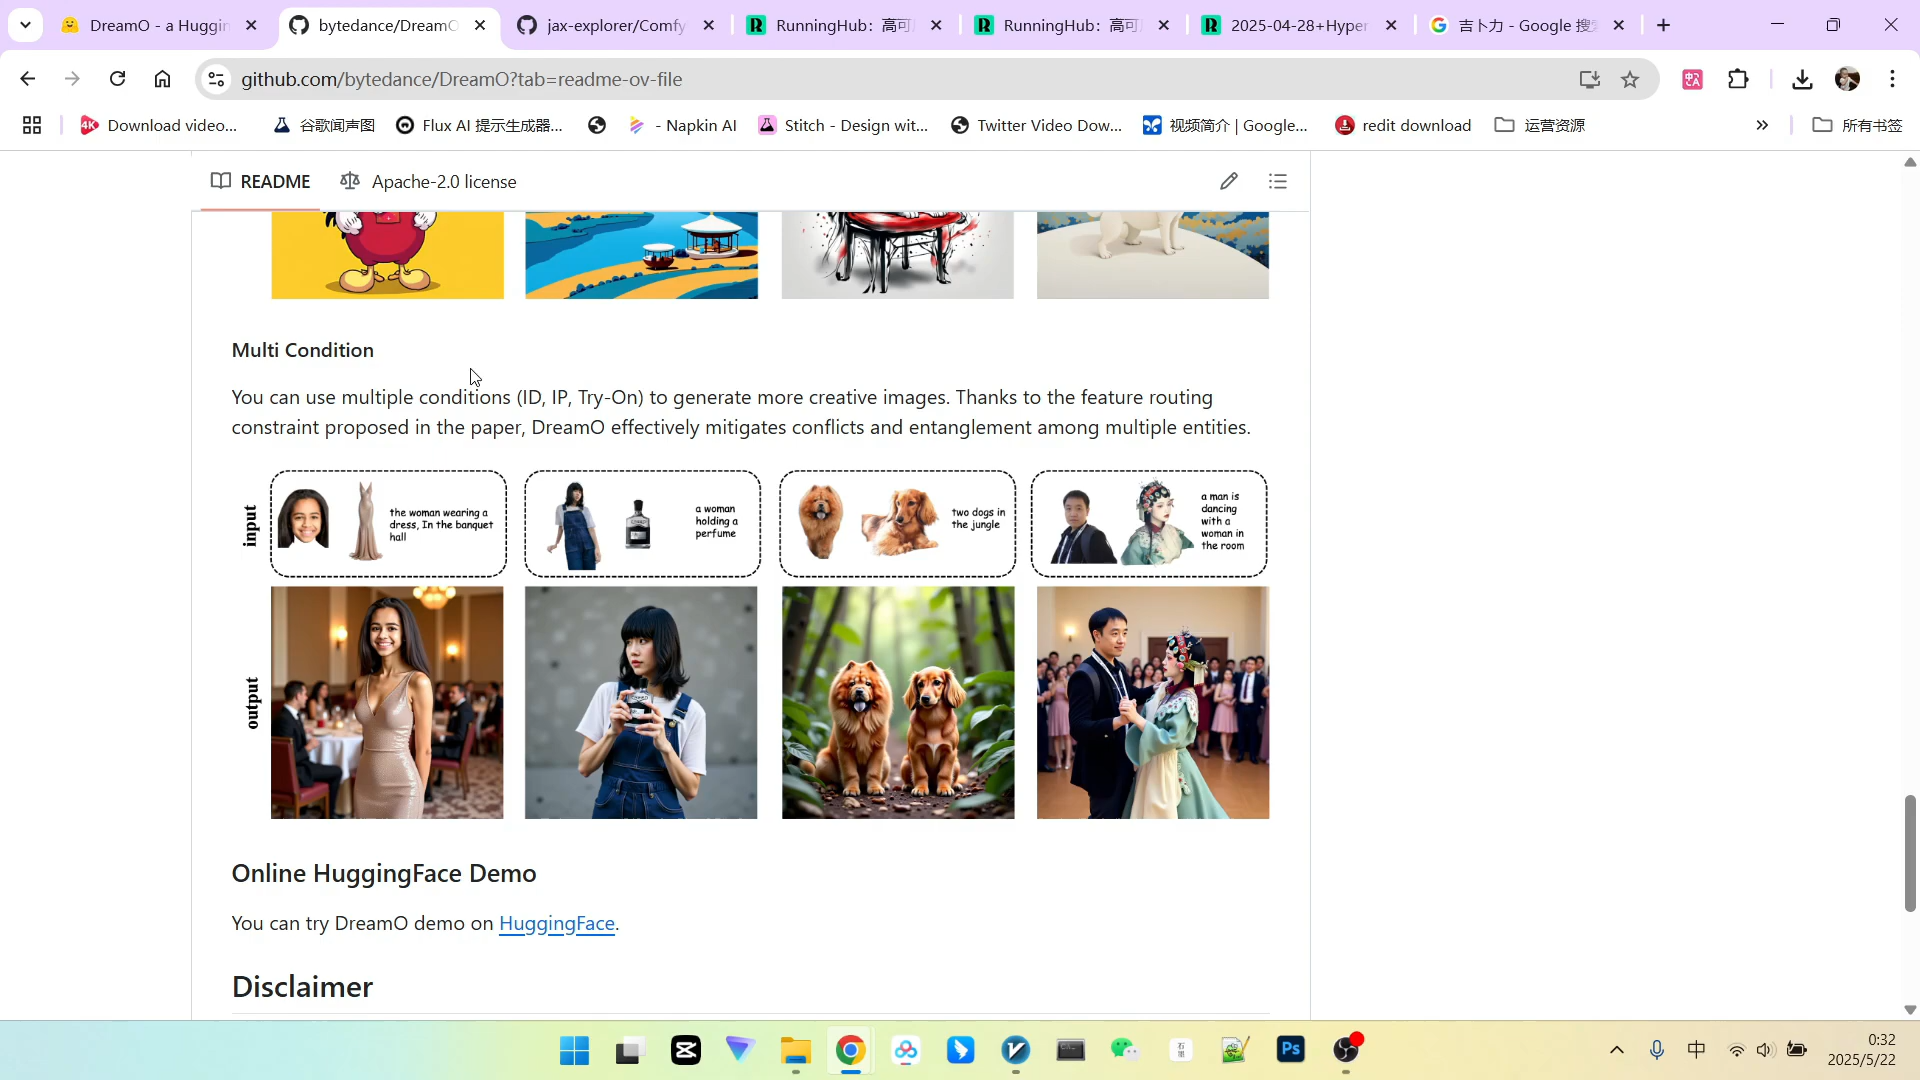 DreamO - a Huggin
bytedance/DreamO
jax-explorer/Comfy
RunningHub：高可
RunningHub：高可
2025-04-28+Hyper
吉卜力 - Google 搜
github.com/bytedance/DreamO?tab=readme-ov-file
4K
Download video...
谷歌闻声图
Flux AI 提示生成器...
- Napkin AI
Stitch - Design wit...
Twitter Video Dow...
视频简介 | Google...
redit download
运营资源
»
所有书签
README
Apache-2.0 license
Multi Condition
You can use multiple conditions (ID, IP, Try-On) to generate more creative images. Thanks to the feature routing
constraint proposed in the paper, DreamO effectively mitigates conflicts and entanglement among multiple entities.
input
the woman wearing a
dress, In the banquet
hall
a woman
holding a
perfume
two dogs in
the jungle
a man is
dancing
with a
woman in
the room
output
Online HuggingFace Demo
You can try DreamO demo on HuggingFace.
Disclaimer
Ps
中
0:32
2025/5/22